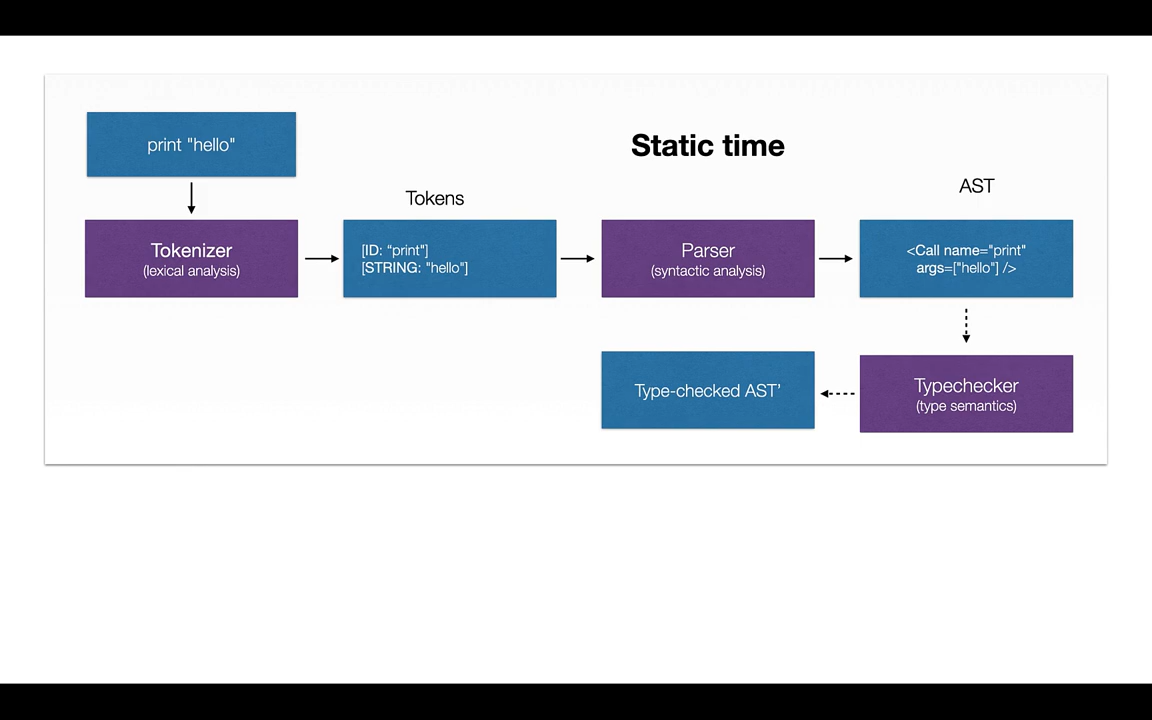 print "hello"
Static time
Tokens
AST
Tokenizer
(lexical analysis)
[ID: “print"]
[STRING: "hello"]
Parser
(syntactic analysis)
<Call name="print"
args=["hello"] />
Type-checked AST’
Typechecker
(type semantics)